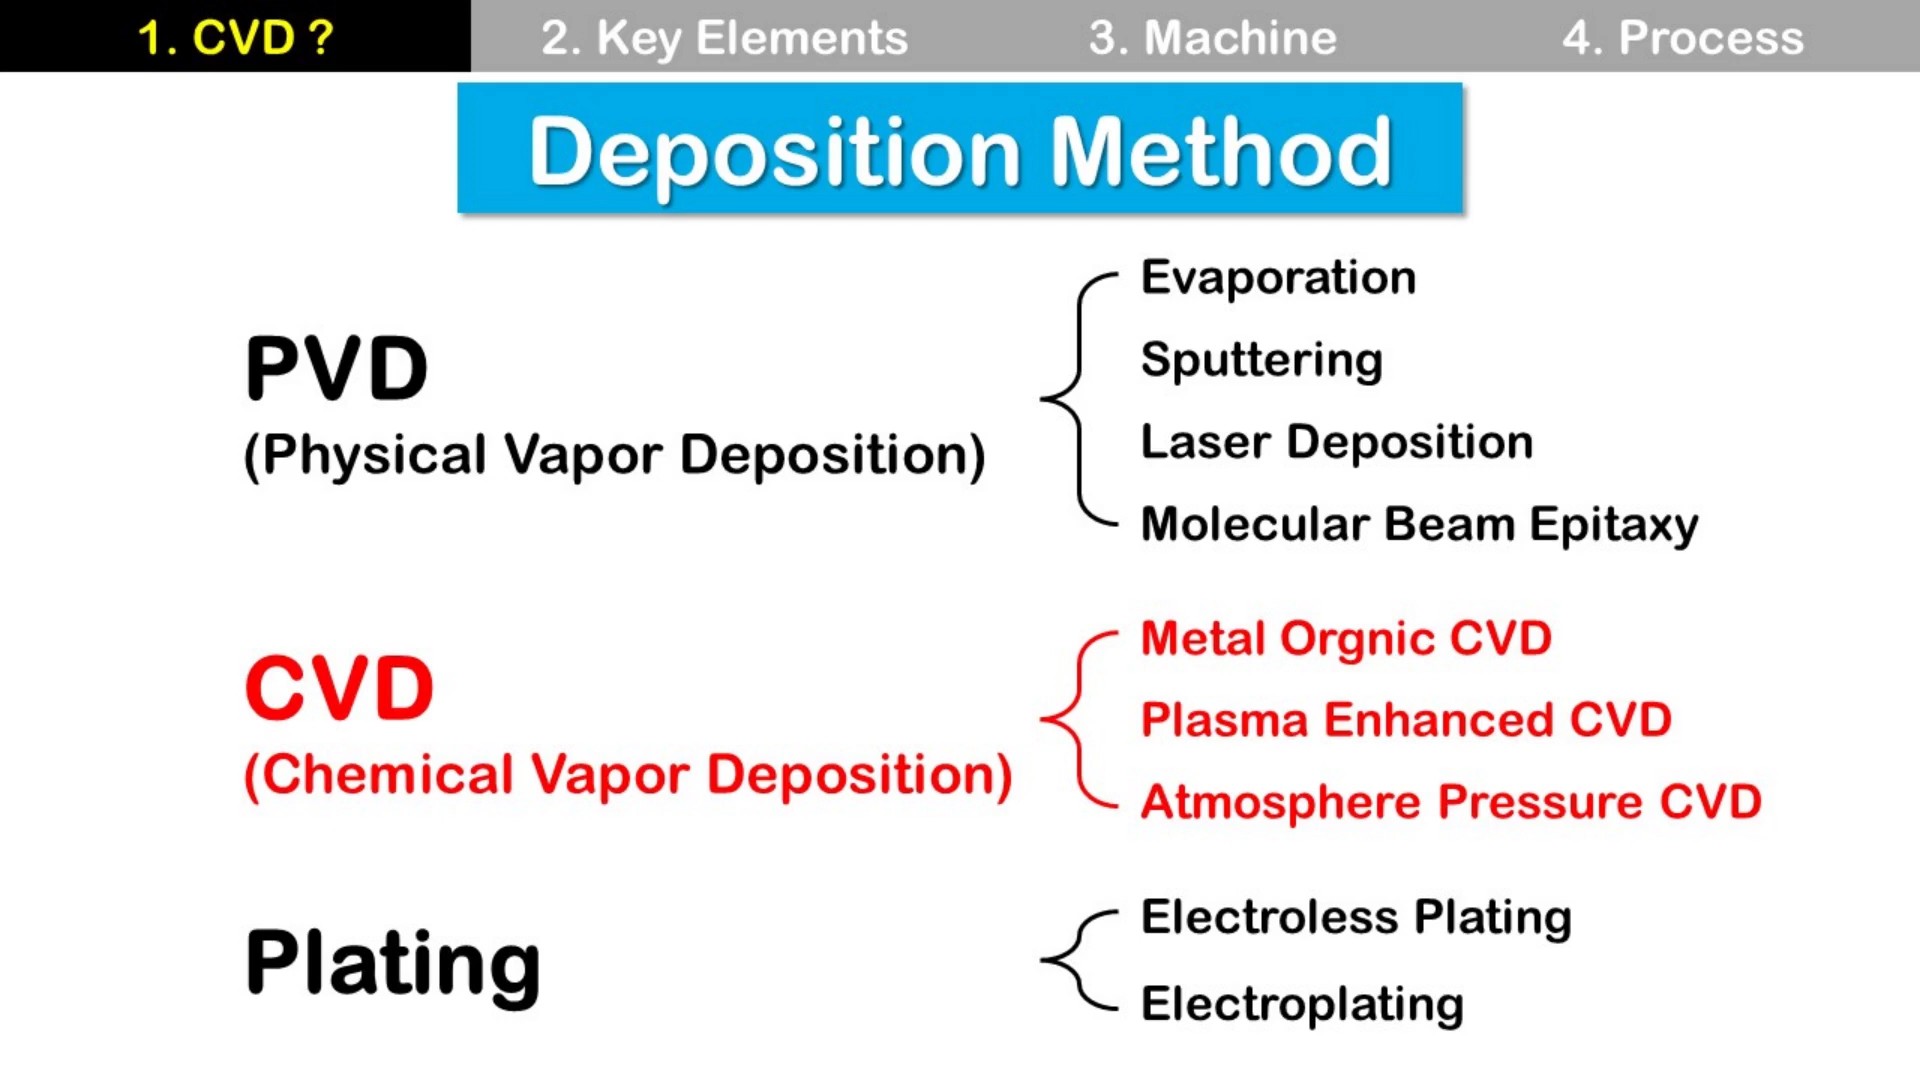 1. CVD ?
2. Key Elements
3. Machine
4. Process
Deposition Method
PVD
(Physical Vapor Deposition)
Evaporation
Sputtering
Laser Deposition
Molecular Beam Epitaxy
CVD
(Chemical Vapor Deposition)
Metal Orgnic CVD
Plasma Enhanced CVD
Atmosphere Pressure CVD
Plating
Electroless Plating
Electroplating